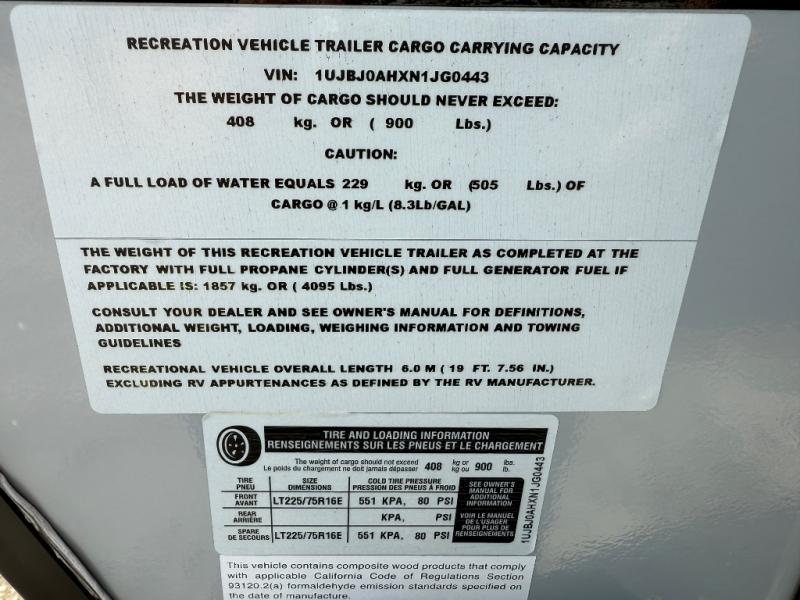 RECREATION VEHICLE TRAILER CARGO CARRYING CAPACITY
VIN: 1UJBJ0AHXN1JG0443
THE WEIGHT OF CARGO SHOULD NEVER EXCEED:
408 kg. OR ( 900 Lbs.)
CAUTION:
A FULL LOAD OF WATER EQUALS 229 kg. OR (505 Lbs.) OF
CARGO @ 1 kg/L (8.3Lb/GAL)
THE WEIGHT OF THIS RECREATION VEHICLE TRAILER AS COMPLETED AT THE
FACTORY WITH FULL PROPANE CYLINDER(S) AND FULL GENERATOR FUEL IF
APPLICABLE IS: 1857 kg. OR ( 4095 Lbs.)
CONSULT YOUR DEALER AND SEE OWNER'S MANUAL FOR DEFINITIONS,
ADDITIONAL WEIGHT, LOADING, WEIGHING INFORMATION AND TOWING
GUIDELINES
RECREATIONAL VEHICLE OVERALL LENGTH 6.0 M ( 19 FT. 7.56 IN.)
EXCLUDING RV APPURTENANCES AS DEFINED BY THE RV MANUFACTURER.
TIRE AND LOADING INFORMATION
RENSEIGNEMENTS SUR LES PNEUS ET LE CHARGEMENT
The weight of cargo should not exceed 408 kg or 900 lbs.
Le poids du chargement ne doit jamais dépasser kg ou lb.
TIRE SIZE COLD TIRE PRESSURE
PNEU DIMENSIONS PRESSION DES PNEUS À FROID
FRONT
AVANT LT225/75R16E 551 KPA, 80 PSI
REAR
ARRIÈRE KPA, PSI
SPARE
DE SECOURS LT225/75R16E 551 KPA, 80 PSI
SEE OWNER'S
MANUAL FOR
ADDITIONAL
INFORMATION
VOIR LE MANUEL
DE L'USAGER
POUR PLUS DE
RENSEIGNEMENTS
1UJBJ0AHXN1JG0443
This vehicle contains composite wood products that comply
with applicable California Code of Regulations Section
93120.2(a) formaldehyde emission standards specified on
the date of manufacture.